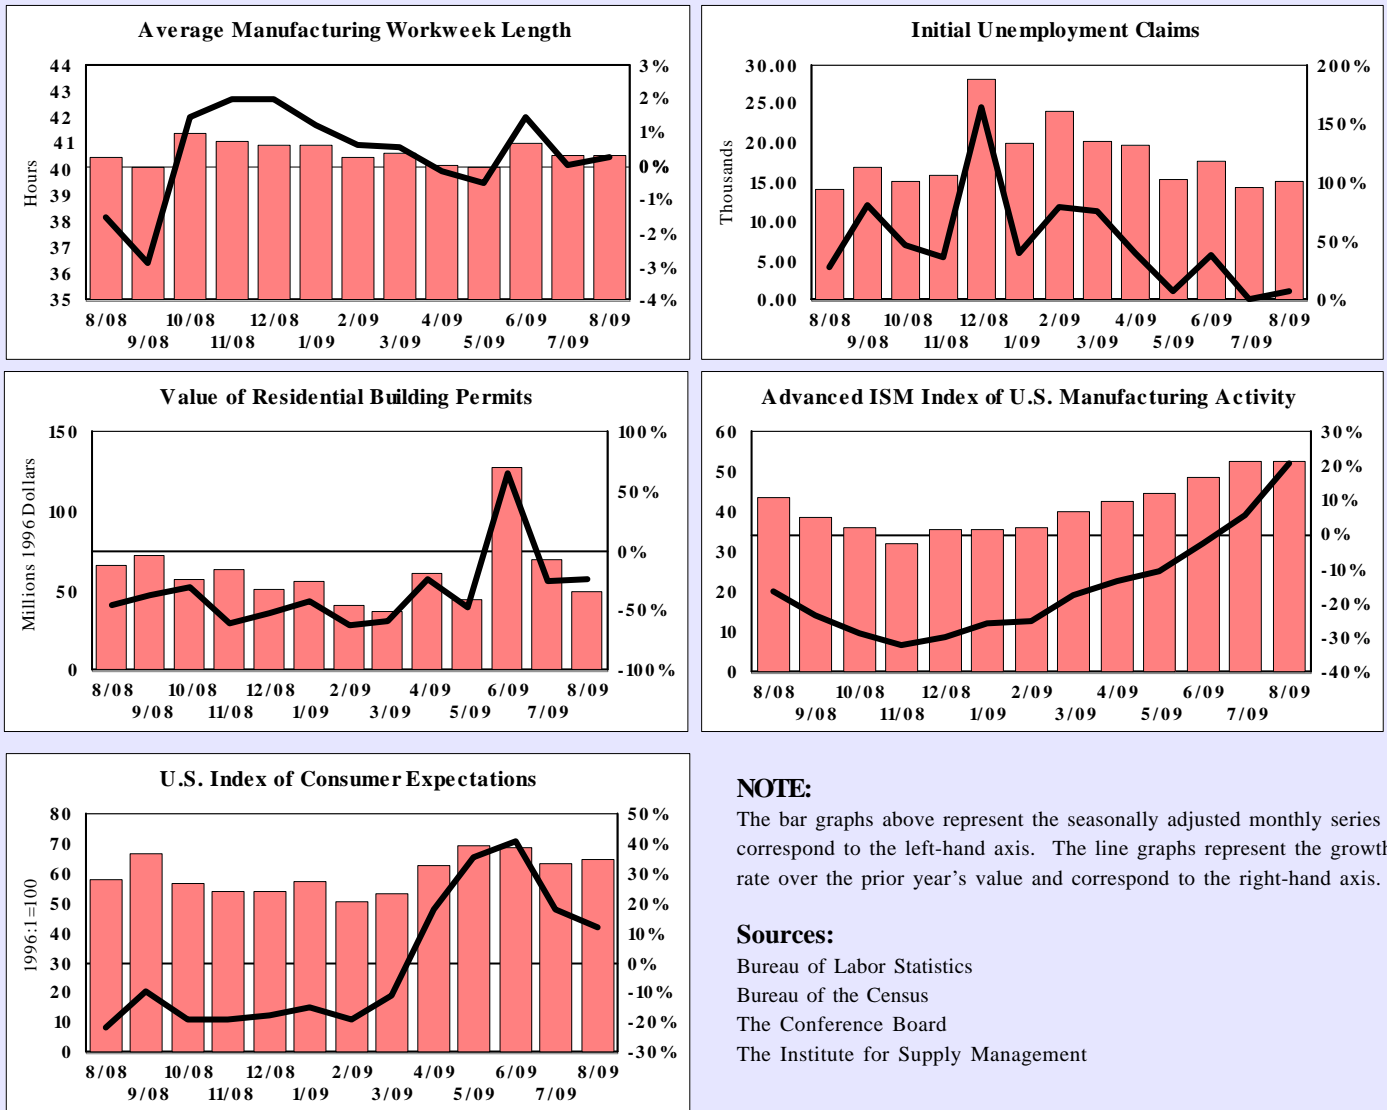 Average Manufacturing Workweek Length
Hours
44
43
42
41
40
39
38
37
36
35
3%
2%
1%
0%
-1%
-2%
-3%
-4%
8/08 10/08 12/08 2/09 4/09 6/09 8/09
9/08 11/08 1/09 3/09 5/09 7/09
Initial Unemployment Claims
Thousands
30.00
25.00
20.00
15.00
10.00
5.00
0.00
200%
150%
100%
50%
0%
8/08 10/08 12/08 2/09 4/09 6/09 8/09
9/08 11/08 1/09 3/09 5/09 7/09
Value of Residential Building Permits
Millions 1996 Dollars
150
100
50
0
100%
50%
0%
-50%
-100%
8/08 10/08 12/08 2/09 4/09 6/09 8/09
9/08 11/08 1/09 3/09 5/09 7/09
Advanced ISM Index of U.S. Manufacturing Activity
60
50
40
30
20
10
0
30%
20%
10%
0%
-10%
-20%
-30%
-40%
8/08 10/08 12/08 2/09 4/09 6/09 8/09
9/08 11/08 1/09 3/09 5/09 7/09
U.S. Index of Consumer Expectations
1996:1=100
80
70
60
50
40
30
20
10
0
50%
40%
30%
20%
10%
0%
-10%
-20%
-30%
8/08 10/08 12/08 2/09 4/09 6/09 8/09
9/08 11/08 1/09 3/09 5/09 7/09
NOTE:
The bar graphs above represent the seasonally adjusted monthly series
correspond to the left-hand axis. The line graphs represent the growth
rate over the prior year's value and correspond to the right-hand axis.
Sources:
Bureau of Labor Statistics
Bureau of the Census
The Conference Board
The Institute for Supply Management